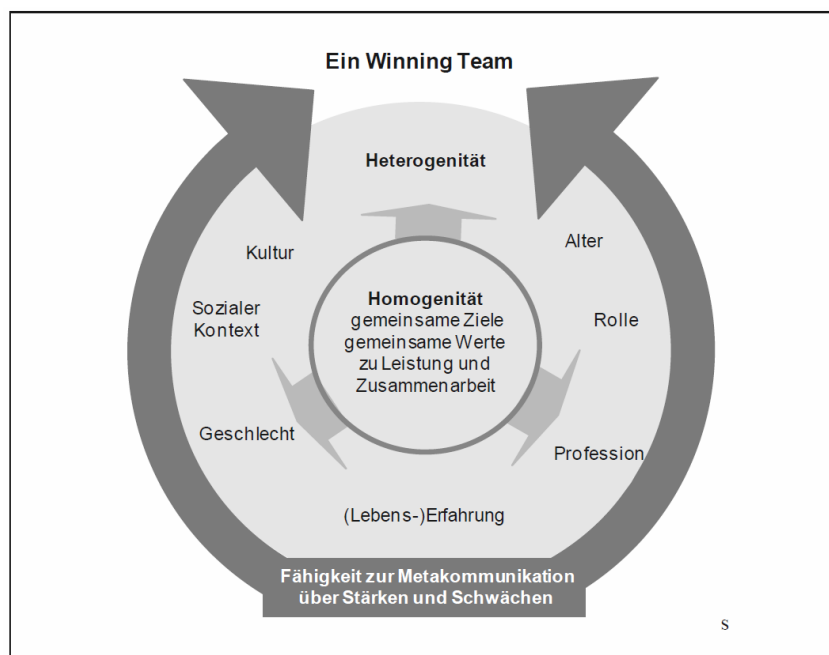 Ein Winning Team
Heterogenität
Kultur
Alter
Sozialer
Kontext
Homogenität
gemeinsame Ziele
gemeinsame Werte
zu Leistung und
Zusammenarbeit
Rolle
Geschlecht
Profession
(Lebens-)Erfahrung
Fähigkeit zur Metakommunikation
über Stärken und Schwächen
S